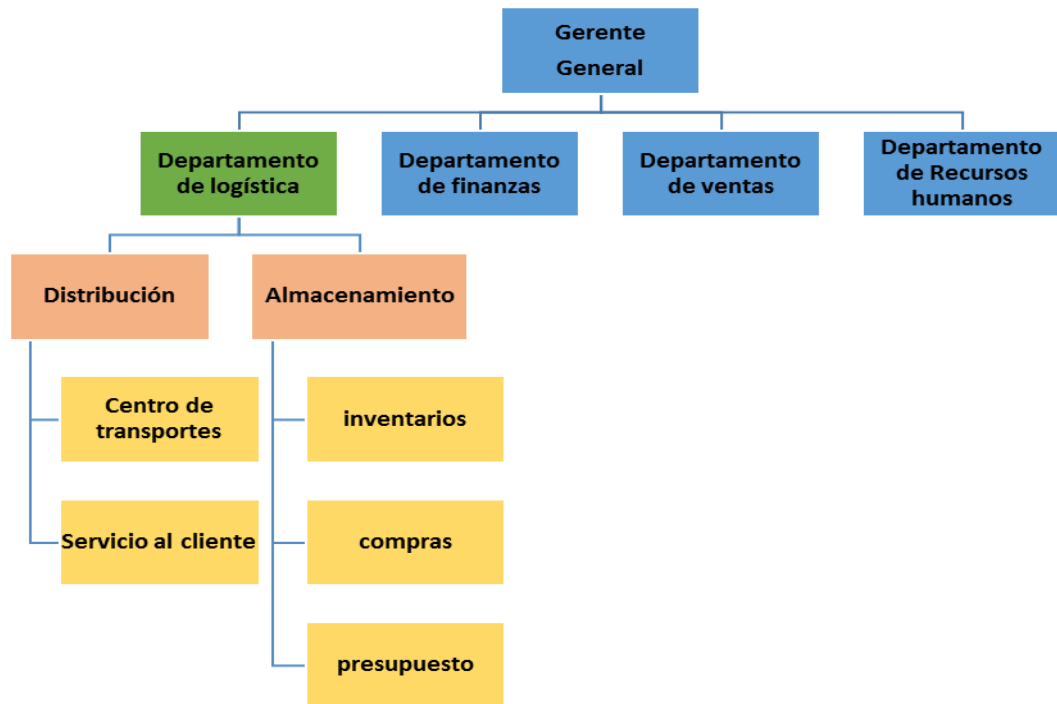 Gerente
General
Departamento
de logística
Departamento
de finanzas
Departamento
de ventas
Departamento
de Recursos
humanos
Distribución
Almacenamiento
Centro de
transportes
inventarios
Servicio al cliente
compras
presupuesto